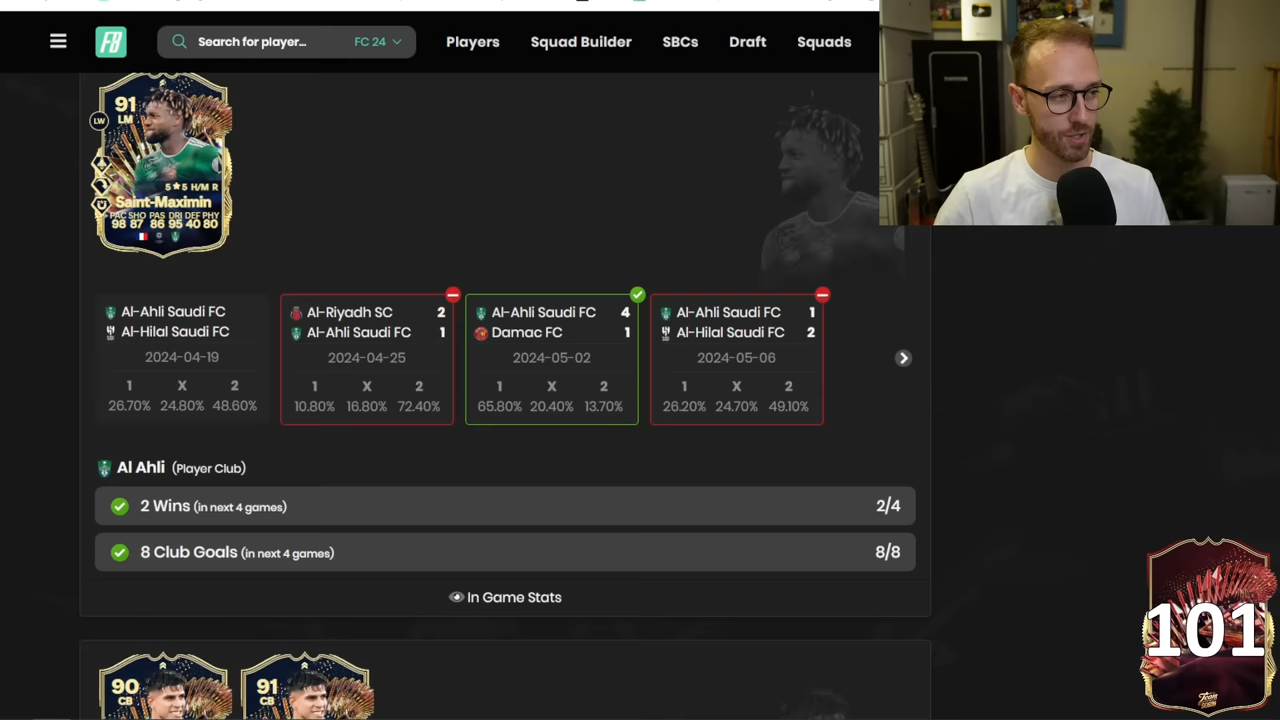 FB
Search for player...
FC 24
Players
Squad Builder
SBCs
Draft
Squads
91
LM
LW
5★5 H/M R
Saint-Maximin
PAC SHO PAS DRI DEF PHY
98 87 86 95 40 80
Al-Ahli Saudi FC
Al-Hilal Saudi FC
2024-04-19
1 X 2
26.70% 24.80% 48.60%
Al-Riyadh SC 2
Al-Ahli Saudi FC 1
2024-04-25
1 X 2
10.80% 16.80% 72.40%
Al-Ahli Saudi FC 4
Damac FC 1
2024-05-02
1 X 2
65.80% 20.40% 13.70%
Al-Ahli Saudi FC 1
Al-Hilal Saudi FC 2
2024-05-06
1 X 2
26.20% 24.70% 49.10%
Al Ahli (Player Club)
2 Wins (in next 4 games) 2/4
8 Club Goals (in next 4 games) 8/8
In Game Stats
90
CB
91
CB
101
Team